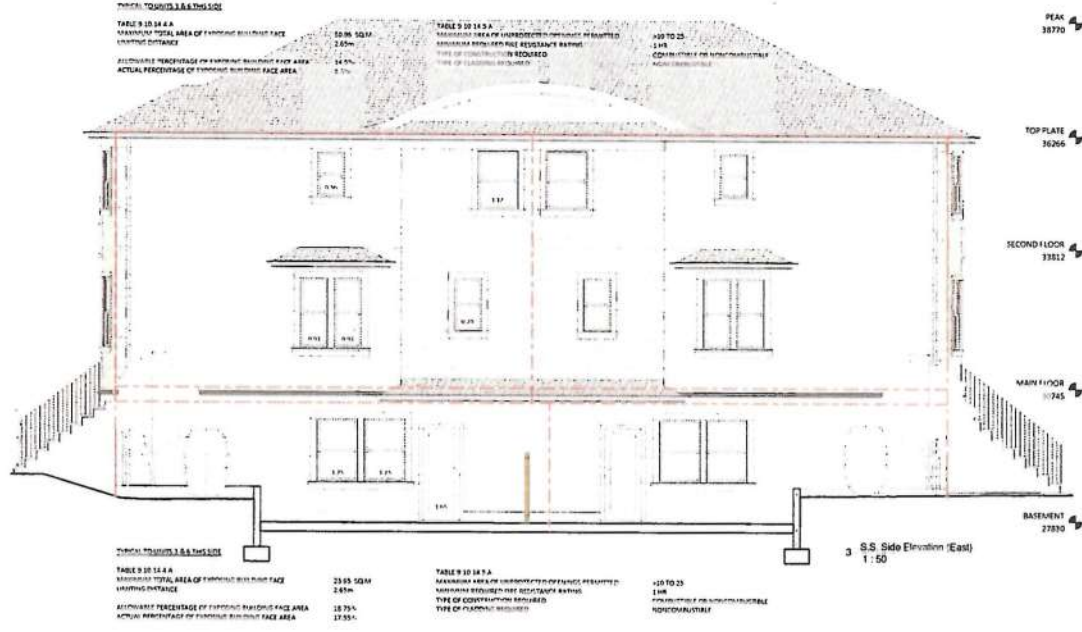 TYPICAL TO UNITS 3 & 6 THIS SIDE
TABLE 9.10.14.4.A
MAXIMUM TOTAL AREA OF EXPOSING BUILDING FACE 50.96 SQ.M
LIMITING DISTANCE 2.65m
ALLOWABLE PERCENTAGE OF EXPOSING BUILDING FACE AREA
ACTUAL PERCENTAGE OF EXPOSING BUILDING FACE AREA
TABLE 9.10.14.5.A
MAXIMUM AREA OF UNPROTECTED OPENINGS PERMITTED >10 TO 25
MINIMUM REQUIRED FIRE RESISTANCE RATING 1 HR
TYPE OF CONSTRUCTION REQUIRED COMBUSTIBLE OR NONCOMBUSTIBLE
TYPE OF CLADDING REQUIRED NONCOMBUSTIBLE
PEAK
38770
TOP PLATE
36266
SECOND FLOOR
33812
MAIN FLOOR
BASEMENT
27830
1.25 1.25
3 S.S. Side Elevation (East)
1 : 50
TYPICAL TO UNITS 3 & 6 THIS SIDE
TABLE 9.10.14.4.A
MAXIMUM TOTAL AREA OF EXPOSING BUILDING FACE 23.65 SQ.M
LIMITING DISTANCE 2.65m
ALLOWABLE PERCENTAGE OF EXPOSING BUILDING FACE AREA 18.75%
ACTUAL PERCENTAGE OF EXPOSING BUILDING FACE AREA 17.55%
TABLE 9.10.14.5.A
MAXIMUM AREA OF UNPROTECTED OPENINGS PERMITTED >10 TO 25
MINIMUM REQUIRED FIRE RESISTANCE RATING 1 HR
TYPE OF CONSTRUCTION REQUIRED COMBUSTIBLE OR NONCOMBUSTIBLE
TYPE OF CLADDING REQUIRED NONCOMBUSTIBLE